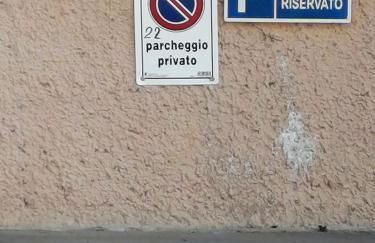 RISERVATO
22
parcheggio
privato